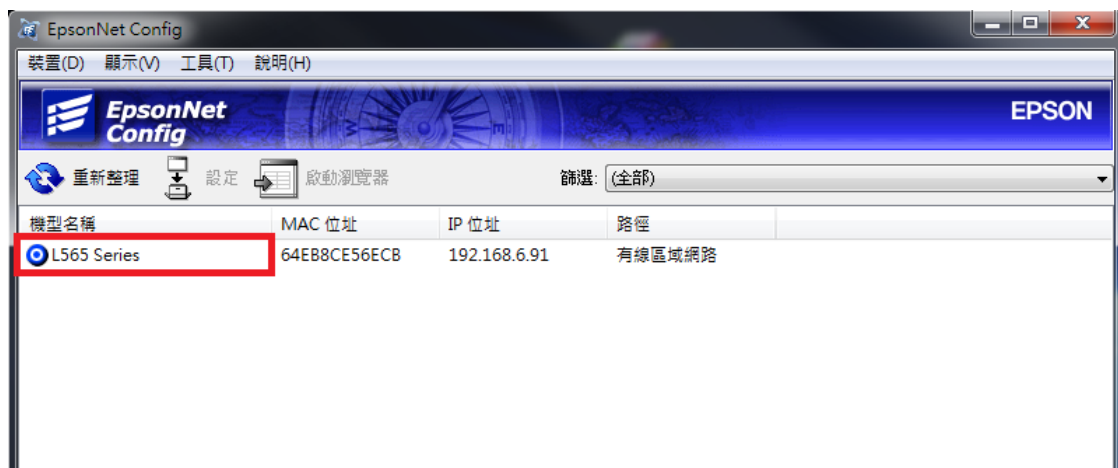 EpsonNet Config
裝置(D) 顯示(V) 工具(T) 說明(H)
EpsonNet
Config
EPSON
重新整理 設定 啟動瀏覽器 篩選: (全部)
機型名稱 MAC 位址 IP 位址 路徑
L565 Series 64EB8CE56ECB 192.168.6.91 有線區域網路